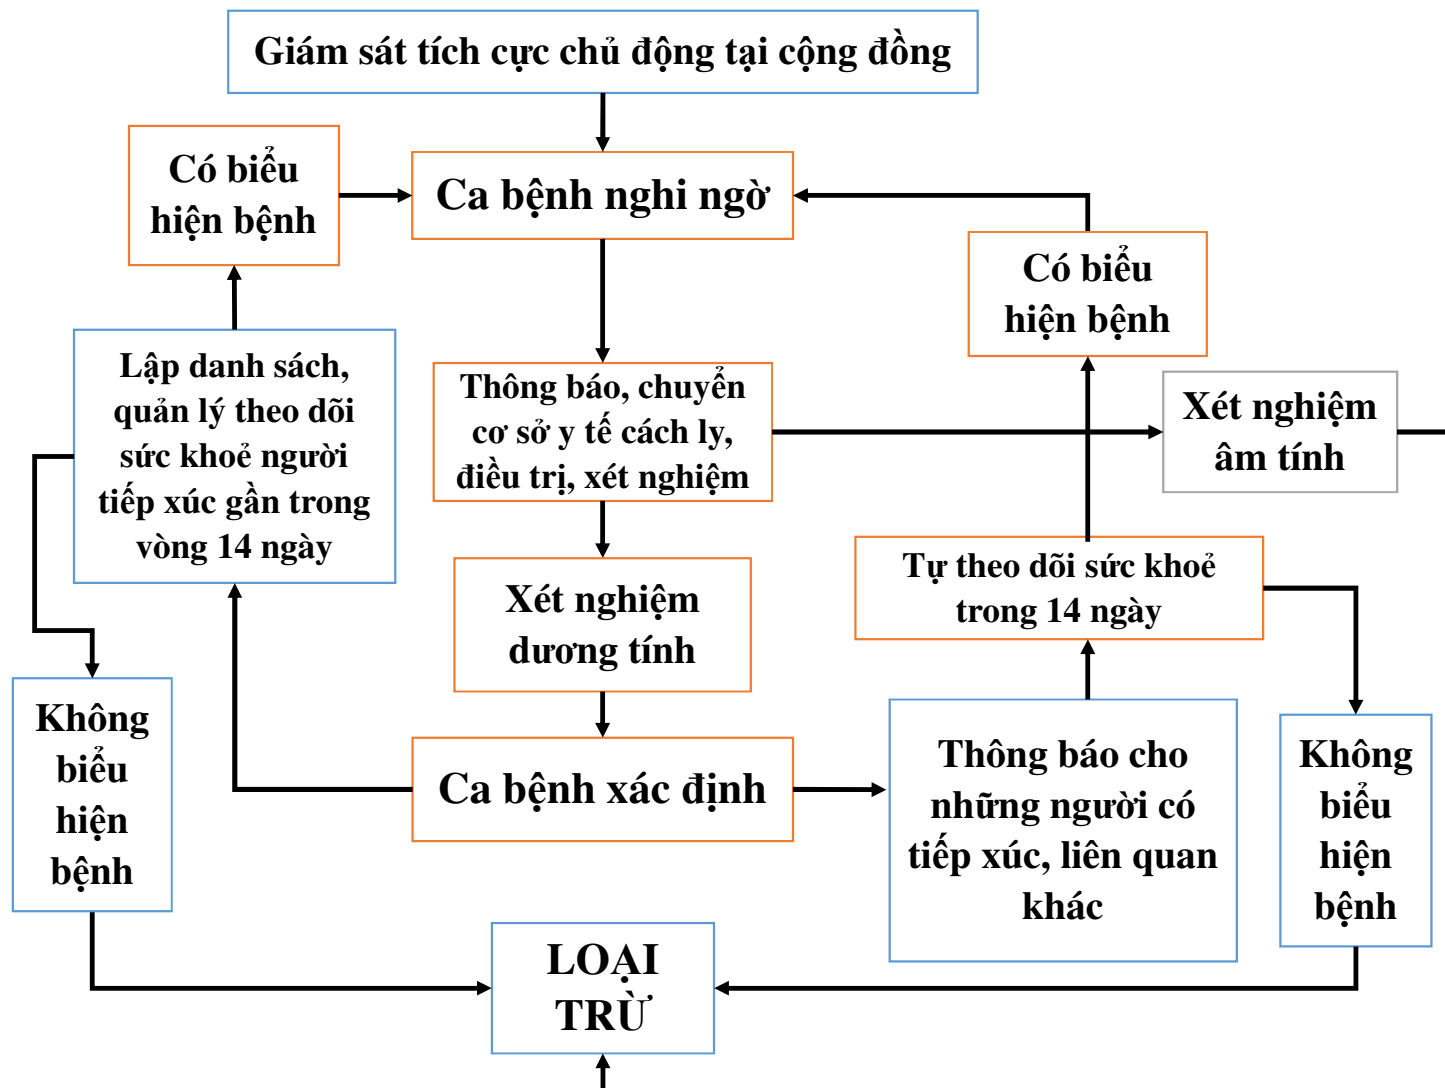 Giám sát tích cực chủ động tại cộng đồng
Có biểu
hiện bệnh
Ca bệnh nghi ngờ
Có biểu
hiện bệnh
Lập danh sách,
quản lý theo dõi
sức khoẻ người
tiếp xúc gần trong
vòng 14 ngày
Thông báo, chuyển
cơ sở y tế cách ly,
điều trị, xét nghiệm
Xét nghiệm
âm tính
Xét nghiệm
dương tính
Tự theo dõi sức khoẻ
trong 14 ngày
Không
biểu
hiện
bệnh
Ca bệnh xác định
Thông báo cho
những người có
tiếp xúc, liên quan
khác
Không
biểu
hiện
bệnh
LOẠI
TRỪ